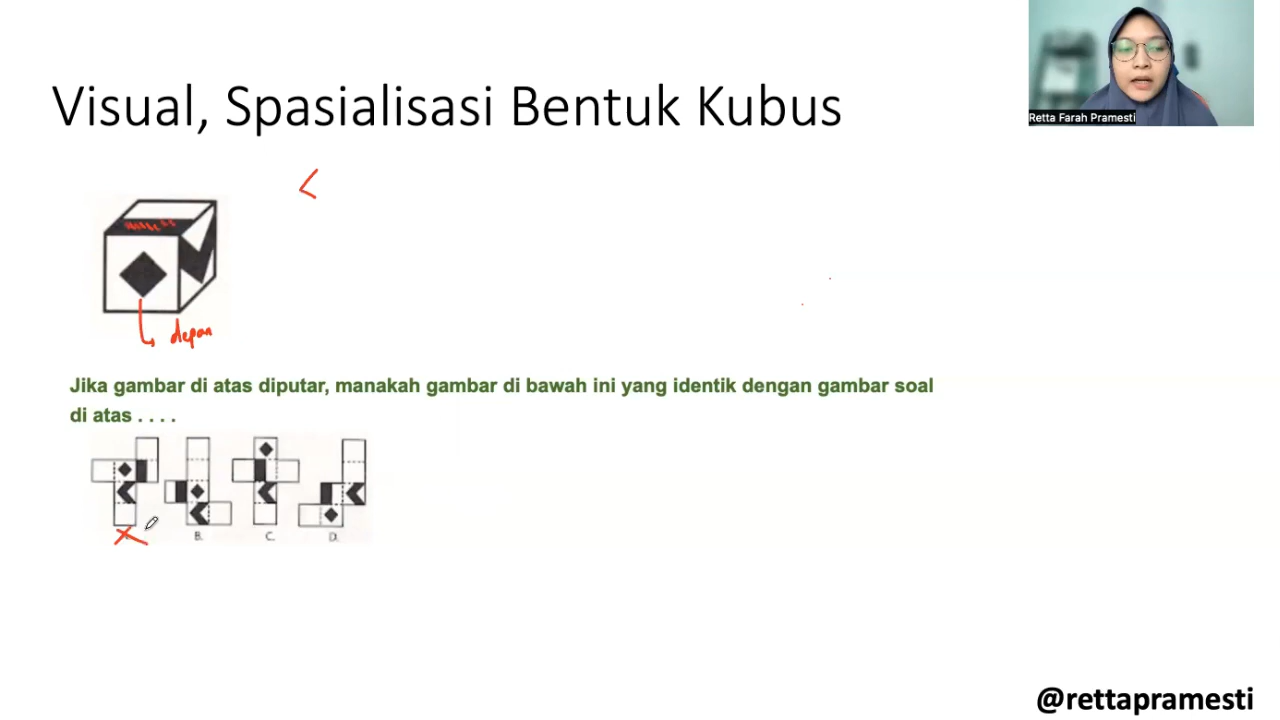 Retta Farah Pramesti
Visual, Spasialisasi Bentuk Kubus
depan
Jika gambar di atas diputar, manakah gambar di bawah ini yang identik dengan gambar soal
di atas . . . .
B. C. D.
@rettapramesti